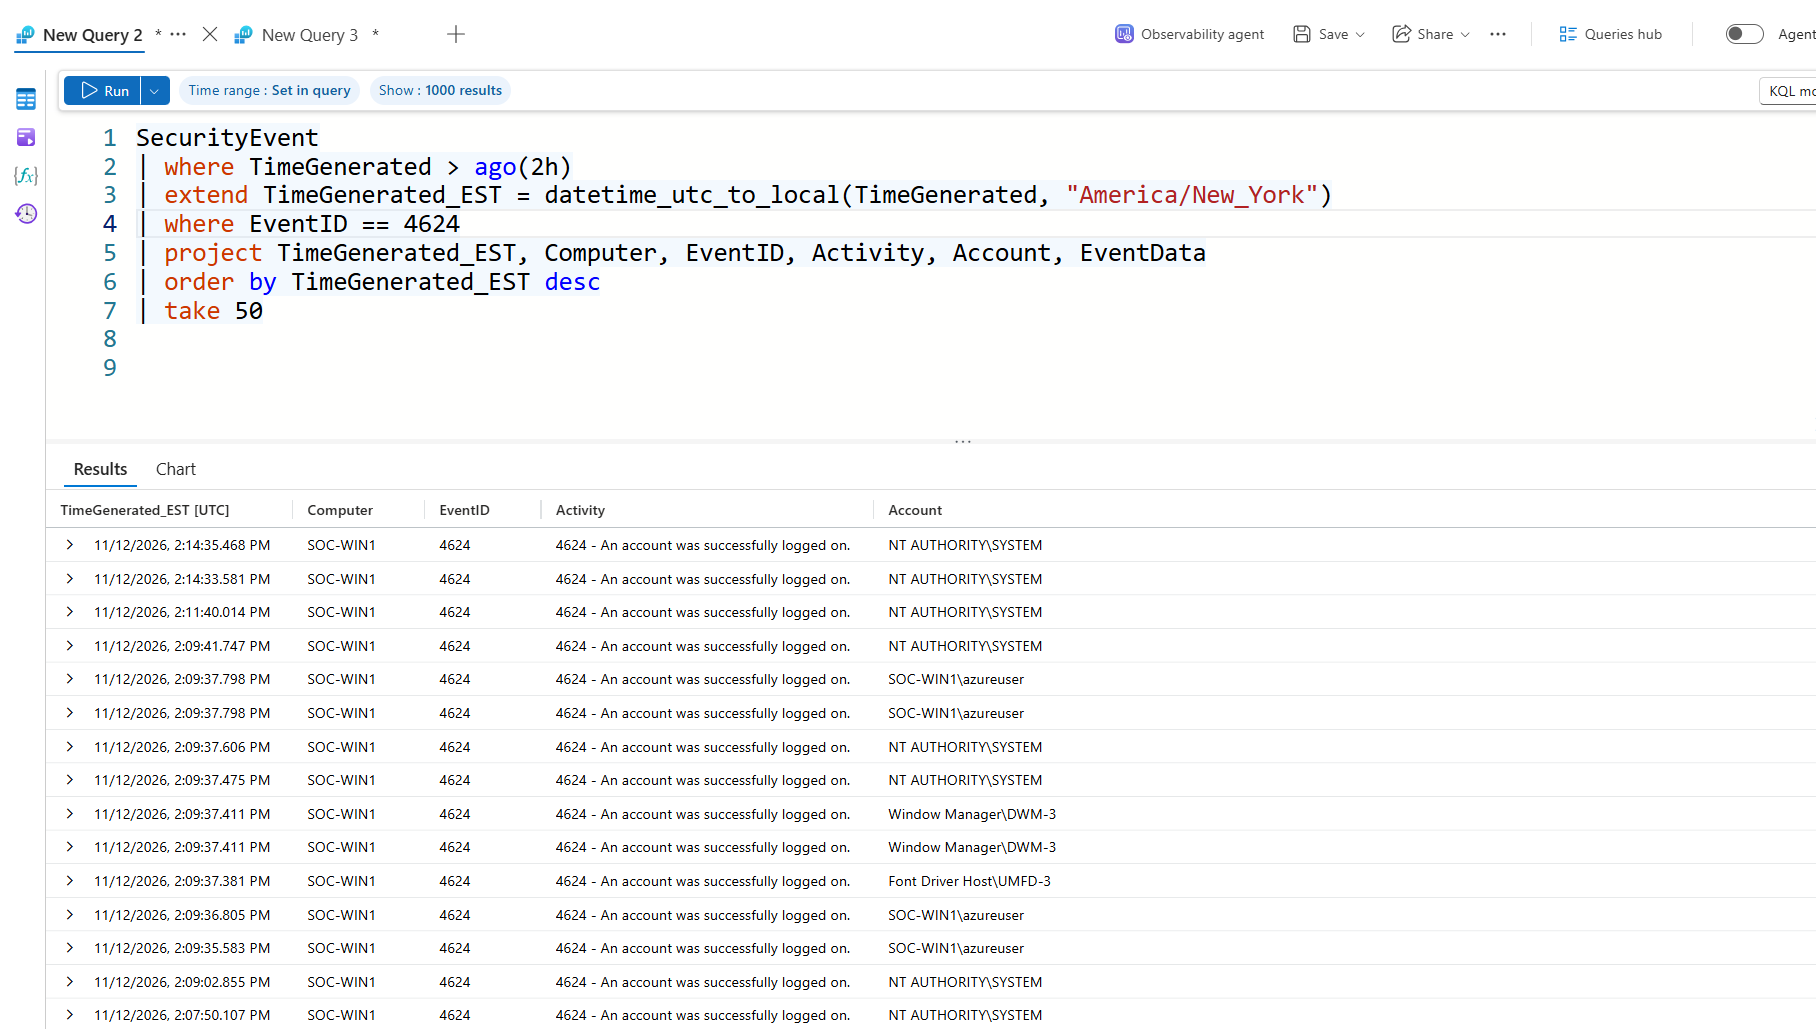 New Query 2 * ··· New Query 3 *
Observability agent Save Share ··· Queries hub Agent
Run Time range : Set in query Show : 1000 results KQL mo
1 SecurityEvent
2 | where TimeGenerated > ago(2h)
3 | extend TimeGenerated_EST = datetime_utc_to_local(TimeGenerated, "America/New_York")
4 | where EventID == 4624
5 | project TimeGenerated_EST, Computer, EventID, Activity, Account, EventData
6 | order by TimeGenerated_EST desc
7 | take 50
8
9
Results Chart
TimeGenerated_EST [UTC] Computer EventID Activity Account
11/12/2026, 2:14:35.468 PM SOC-WIN1 4624 4624 - An account was successfully logged on. NT AUTHORITY\SYSTEM
11/12/2026, 2:14:33.581 PM SOC-WIN1 4624 4624 - An account was successfully logged on. NT AUTHORITY\SYSTEM
11/12/2026, 2:11:40.014 PM SOC-WIN1 4624 4624 - An account was successfully logged on. NT AUTHORITY\SYSTEM
11/12/2026, 2:09:41.747 PM SOC-WIN1 4624 4624 - An account was successfully logged on. NT AUTHORITY\SYSTEM
11/12/2026, 2:09:37.798 PM SOC-WIN1 4624 4624 - An account was successfully logged on. SOC-WIN1\azureuser
11/12/2026, 2:09:37.798 PM SOC-WIN1 4624 4624 - An account was successfully logged on. SOC-WIN1\azureuser
11/12/2026, 2:09:37.606 PM SOC-WIN1 4624 4624 - An account was successfully logged on. NT AUTHORITY\SYSTEM
11/12/2026, 2:09:37.475 PM SOC-WIN1 4624 4624 - An account was successfully logged on. NT AUTHORITY\SYSTEM
11/12/2026, 2:09:37.411 PM SOC-WIN1 4624 4624 - An account was successfully logged on. Window Manager\DWM-3
11/12/2026, 2:09:37.411 PM SOC-WIN1 4624 4624 - An account was successfully logged on. Window Manager\DWM-3
11/12/2026, 2:09:37.381 PM SOC-WIN1 4624 4624 - An account was successfully logged on. Font Driver Host\UMFD-3
11/12/2026, 2:09:36.805 PM SOC-WIN1 4624 4624 - An account was successfully logged on. SOC-WIN1\azureuser
11/12/2026, 2:09:35.583 PM SOC-WIN1 4624 4624 - An account was successfully logged on. SOC-WIN1\azureuser
11/12/2026, 2:09:02.855 PM SOC-WIN1 4624 4624 - An account was successfully logged on. NT AUTHORITY\SYSTEM
11/12/2026, 2:07:50.107 PM SOC-WIN1 4624 4624 - An account was successfully logged on. NT AUTHORITY\SYSTEM